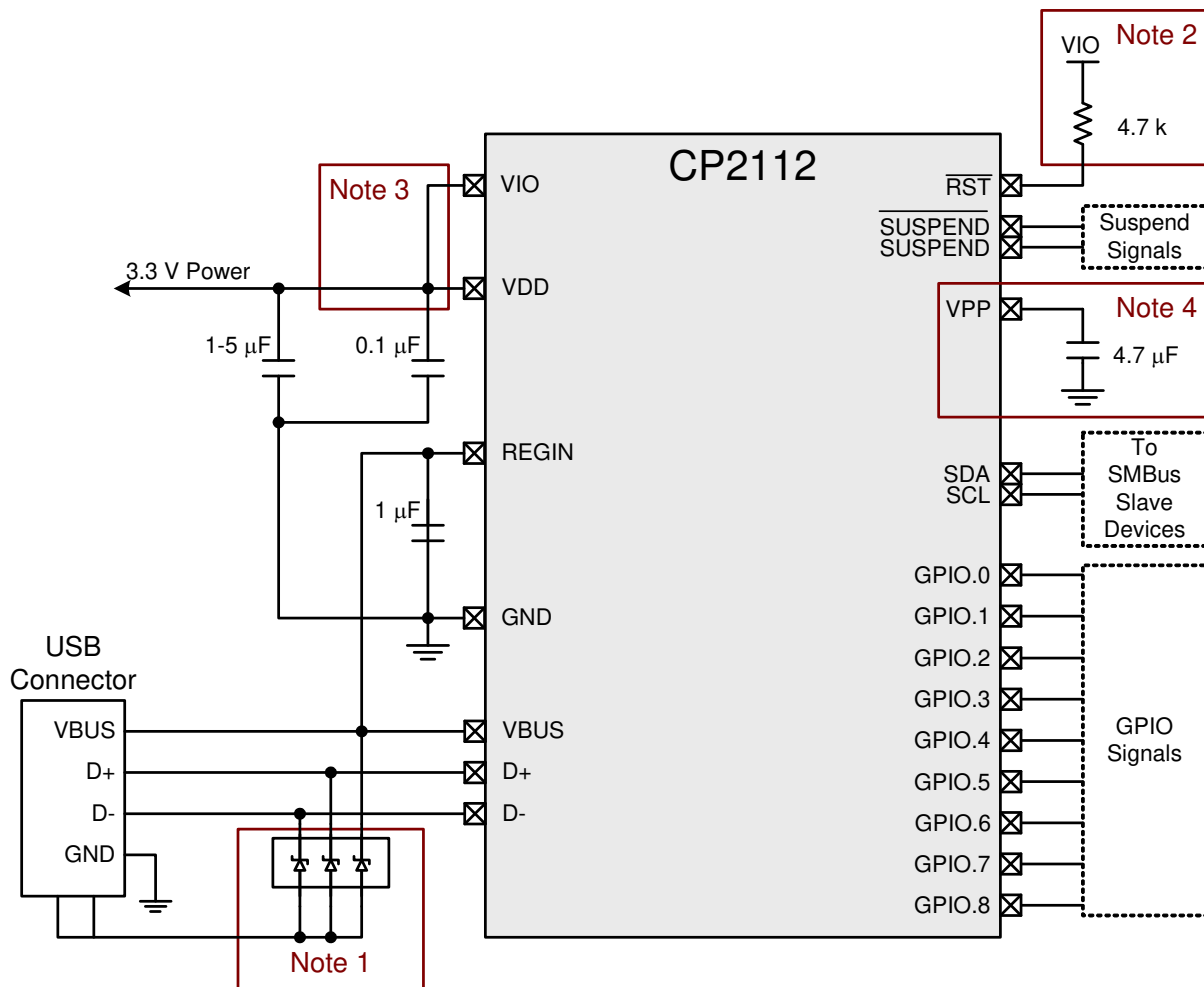 Note 2
VIO
4.7 k
CP2112
Note 3
VIO
RST
SUSPEND
SUSPEND
Suspend
Signals
3.3 V Power
VDD
VPP
Note 4
1-5 μF
0.1 μF
4.7 μF
REGIN
1 μF
SDA
SCL
To
SMBus
Slave
Devices
GND
GPIO.0
GPIO.1
GPIO.2
GPIO.3
GPIO.4
GPIO.5
GPIO.6
GPIO.7
GPIO.8
GPIO
Signals
USB
Connector
VBUS
D+
D-
GND
VBUS
D+
D-
Note 1